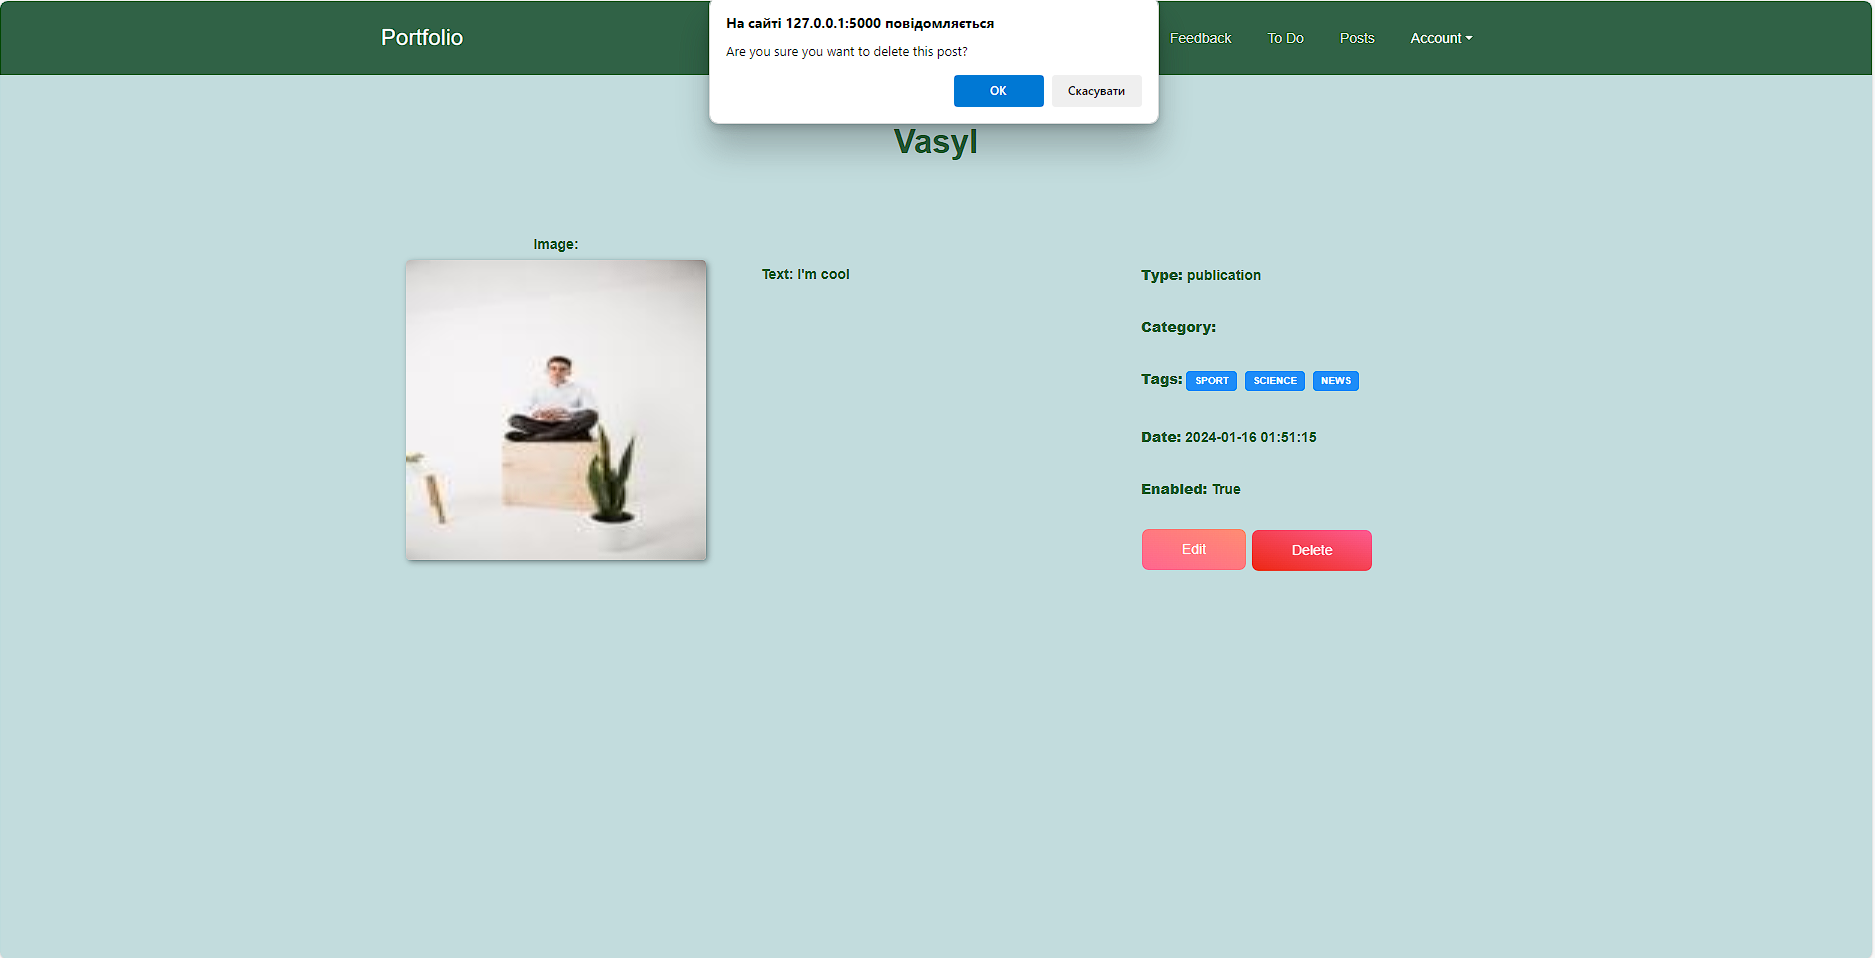 Portfolio
Feedback
To Do
Posts
Account
На сайті 127.0.0.1:5000 повідомляється
Are you sure you want to delete this post?
ОК
Скасувати
Vasyl
Image:
Text: I'm cool
Type: publication
Category:
Tags: SPORT SCIENCE NEWS
Date: 2024-01-16 01:51:15
Enabled: True
Edit
Delete